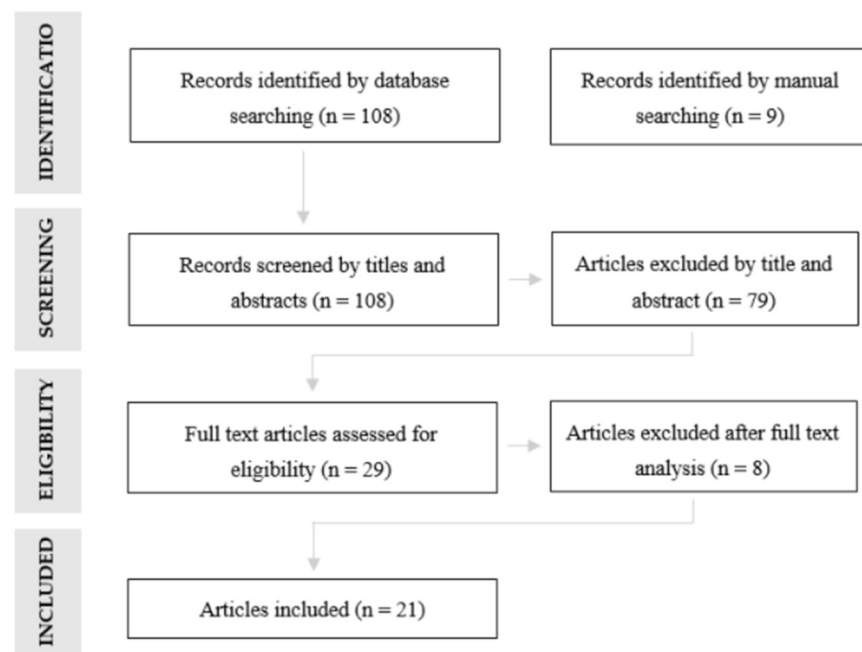 IDENTIFICATIO
Records identified by database
searching (n = 108)
Records identified by manual
searching (n = 9)
SCREENING
Records screened by titles and
abstracts (n = 108)
Articles excluded by title and
abstract (n = 79)
ELIGIBILITY
Full text articles assessed for
eligibility (n = 29)
Articles excluded after full text
analysis (n = 8)
INCLUDED
Articles included (n = 21)